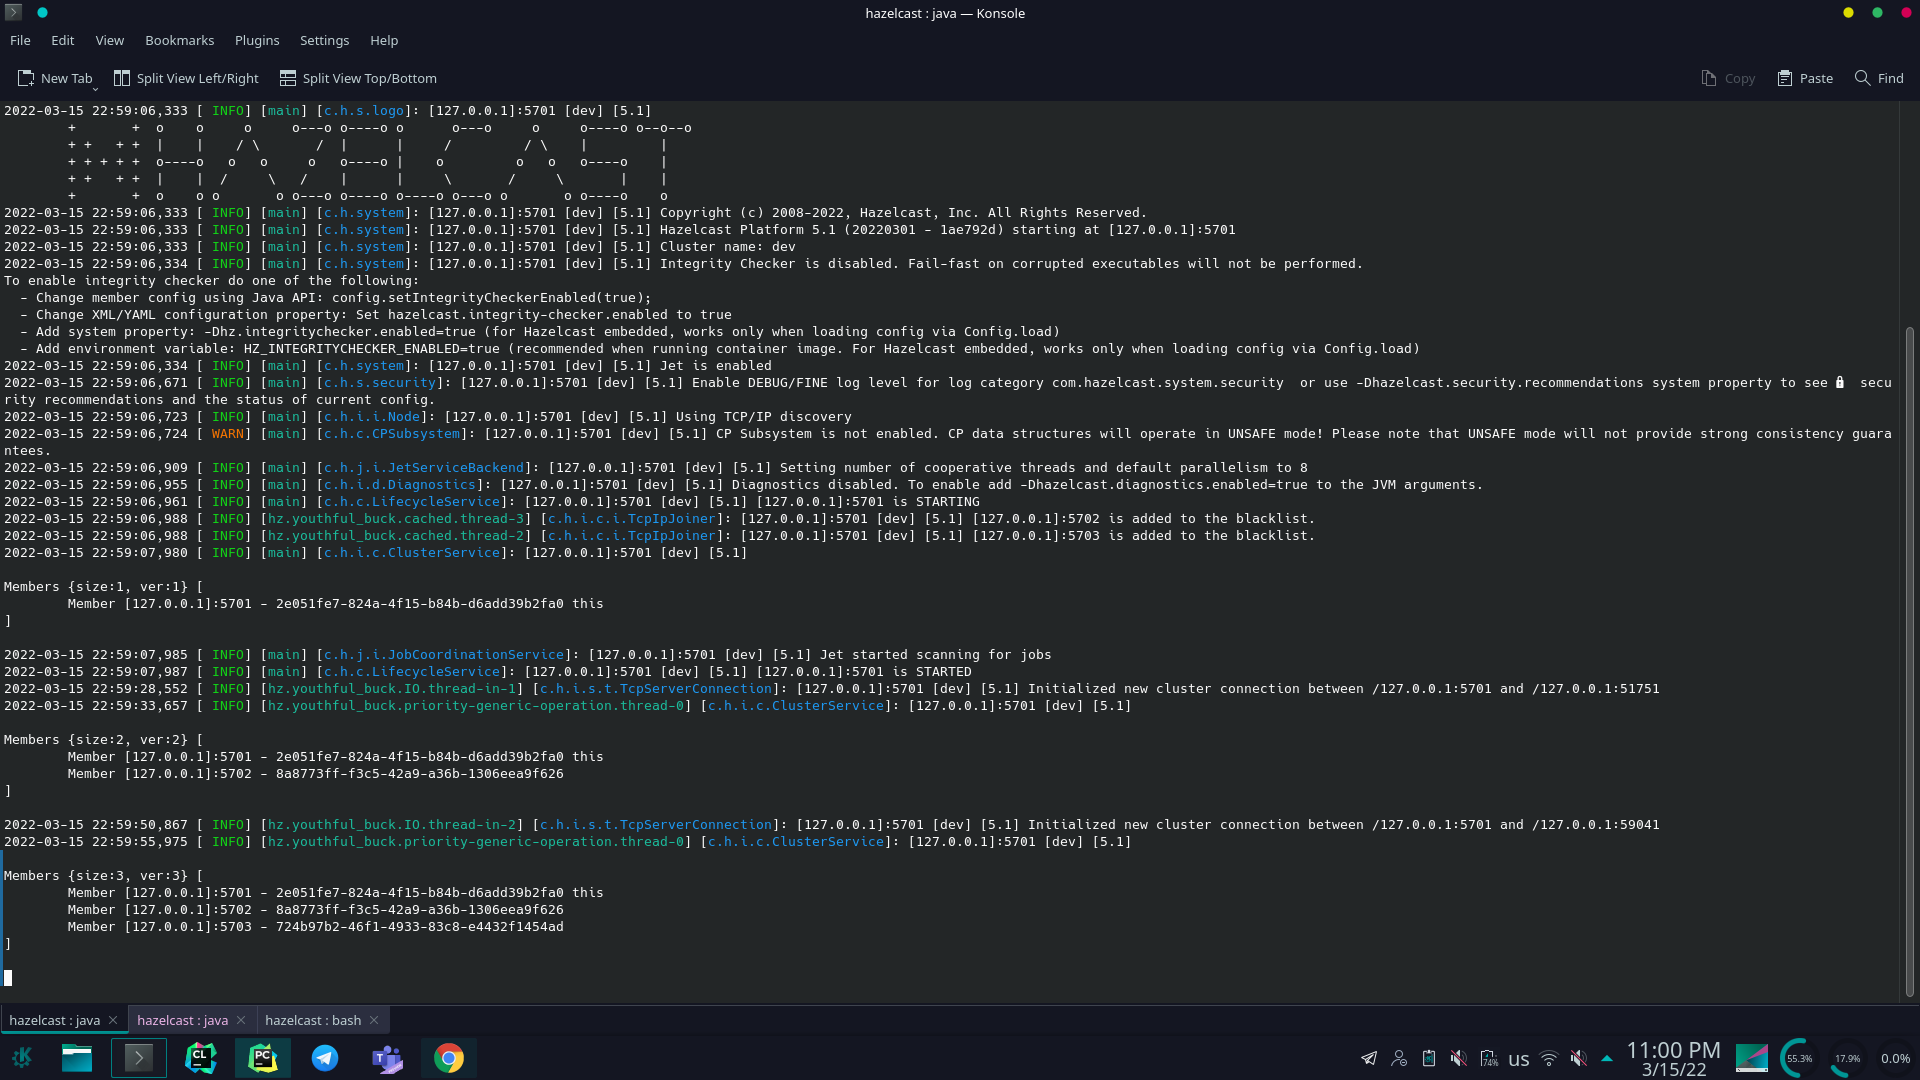 hazelcast : java — Konsole
File Edit View Bookmarks Plugins Settings Help
New Tab Split View Left/Right Split View Top/Bottom Copy Paste Find
2022-03-15 22:59:06,333 [ INFO] [main] [c.h.s.logo]: [127.0.0.1]:5701 [dev] [5.1]
        +       +  o    o     o     o---o o----o o      o---o     o     o----o o--o--o
        + +   + +  |    |    / \       /  |      |     /         / \    |         |
        + + + + +  o----o   o   o     o   o----o |    o         o   o   o----o    |
        + +   + +  |    |  /     \   /    |      |     \       /     \       |    |
        +       +  o    o o       o o---o o----o o----o o---o o       o o----o    o
2022-03-15 22:59:06,333 [ INFO] [main] [c.h.system]: [127.0.0.1]:5701 [dev] [5.1] Copyright (c) 2008-2022, Hazelcast, Inc. All Rights Reserved.
2022-03-15 22:59:06,333 [ INFO] [main] [c.h.system]: [127.0.0.1]:5701 [dev] [5.1] Hazelcast Platform 5.1 (20220301 - 1ae792d) starting at [127.0.0.1]:5701
2022-03-15 22:59:06,333 [ INFO] [main] [c.h.system]: [127.0.0.1]:5701 [dev] [5.1] Cluster name: dev
2022-03-15 22:59:06,334 [ INFO] [main] [c.h.system]: [127.0.0.1]:5701 [dev] [5.1] Integrity Checker is disabled. Fail-fast on corrupted executables will not be performed.
To enable integrity checker do one of the following:
  - Change member config using Java API: config.setIntegrityCheckerEnabled(true);
  - Change XML/YAML configuration property: Set hazelcast.integrity-checker.enabled to true
  - Add system property: -Dhz.integritychecker.enabled=true (for Hazelcast embedded, works only when loading config via Config.load)
  - Add environment variable: HZ_INTEGRITYCHECKER_ENABLED=true (recommended when running container image. For Hazelcast embedded, works only when loading config via Config.load)
2022-03-15 22:59:06,334 [ INFO] [main] [c.h.system]: [127.0.0.1]:5701 [dev] [5.1] Jet is enabled
2022-03-15 22:59:06,671 [ INFO] [main] [c.h.s.security]: [127.0.0.1]:5701 [dev] [5.1] Enable DEBUG/FINE log level for log category com.hazelcast.system.security  or use -Dhazelcast.security.recommendations system property to see 🔒 secu
rity recommendations and the status of current config.
2022-03-15 22:59:06,723 [ INFO] [main] [c.h.i.i.Node]: [127.0.0.1]:5701 [dev] [5.1] Using TCP/IP discovery
2022-03-15 22:59:06,724 [ WARN] [main] [c.h.c.CPSubsystem]: [127.0.0.1]:5701 [dev] [5.1] CP Subsystem is not enabled. CP data structures will operate in UNSAFE mode! Please note that UNSAFE mode will not provide strong consistency guara
ntees.
2022-03-15 22:59:06,909 [ INFO] [main] [c.h.j.i.JetServiceBackend]: [127.0.0.1]:5701 [dev] [5.1] Setting number of cooperative threads and default parallelism to 8
2022-03-15 22:59:06,955 [ INFO] [main] [c.h.i.d.Diagnostics]: [127.0.0.1]:5701 [dev] [5.1] Diagnostics disabled. To enable add -Dhazelcast.diagnostics.enabled=true to the JVM arguments.
2022-03-15 22:59:06,961 [ INFO] [main] [c.h.c.LifecycleService]: [127.0.0.1]:5701 [dev] [5.1] [127.0.0.1]:5701 is STARTING
2022-03-15 22:59:06,988 [ INFO] [hz.youthful_buck.cached.thread-3] [c.h.i.c.i.TcpIpJoiner]: [127.0.0.1]:5701 [dev] [5.1] [127.0.0.1]:5702 is added to the blacklist.
2022-03-15 22:59:06,988 [ INFO] [hz.youthful_buck.cached.thread-2] [c.h.i.c.i.TcpIpJoiner]: [127.0.0.1]:5701 [dev] [5.1] [127.0.0.1]:5703 is added to the blacklist.
2022-03-15 22:59:07,980 [ INFO] [main] [c.h.i.c.ClusterService]: [127.0.0.1]:5701 [dev] [5.1]
Members {size:1, ver:1} [
        Member [127.0.0.1]:5701 - 2e051fe7-824a-4f15-b84b-d6add39b2fa0 this
]
2022-03-15 22:59:07,985 [ INFO] [main] [c.h.j.i.JobCoordinationService]: [127.0.0.1]:5701 [dev] [5.1] Jet started scanning for jobs
2022-03-15 22:59:07,987 [ INFO] [main] [c.h.c.LifecycleService]: [127.0.0.1]:5701 [dev] [5.1] [127.0.0.1]:5701 is STARTED
2022-03-15 22:59:28,552 [ INFO] [hz.youthful_buck.IO.thread-in-1] [c.h.i.s.t.TcpServerConnection]: [127.0.0.1]:5701 [dev] [5.1] Initialized new cluster connection between /127.0.0.1:5701 and /127.0.0.1:51751
2022-03-15 22:59:33,657 [ INFO] [hz.youthful_buck.priority-generic-operation.thread-0] [c.h.i.c.ClusterService]: [127.0.0.1]:5701 [dev] [5.1]
Members {size:2, ver:2} [
        Member [127.0.0.1]:5701 - 2e051fe7-824a-4f15-b84b-d6add39b2fa0 this
        Member [127.0.0.1]:5702 - 8a8773ff-f3c5-42a9-a36b-1306eea9f626
]
2022-03-15 22:59:50,867 [ INFO] [hz.youthful_buck.IO.thread-in-2] [c.h.i.s.t.TcpServerConnection]: [127.0.0.1]:5701 [dev] [5.1] Initialized new cluster connection between /127.0.0.1:5701 and /127.0.0.1:59041
2022-03-15 22:59:55,975 [ INFO] [hz.youthful_buck.priority-generic-operation.thread-0] [c.h.i.c.ClusterService]: [127.0.0.1]:5701 [dev] [5.1]
Members {size:3, ver:3} [
        Member [127.0.0.1]:5701 - 2e051fe7-824a-4f15-b84b-d6add39b2fa0 this
        Member [127.0.0.1]:5702 - 8a8773ff-f3c5-42a9-a36b-1306eea9f626
        Member [127.0.0.1]:5703 - 724b97b2-46f1-4933-83c8-e4432f1454ad
]
hazelcast : java hazelcast : java hazelcast : bash
CL PC T 74% us 11:00 PM 55.3% 17.9% 0.0%
3/15/22